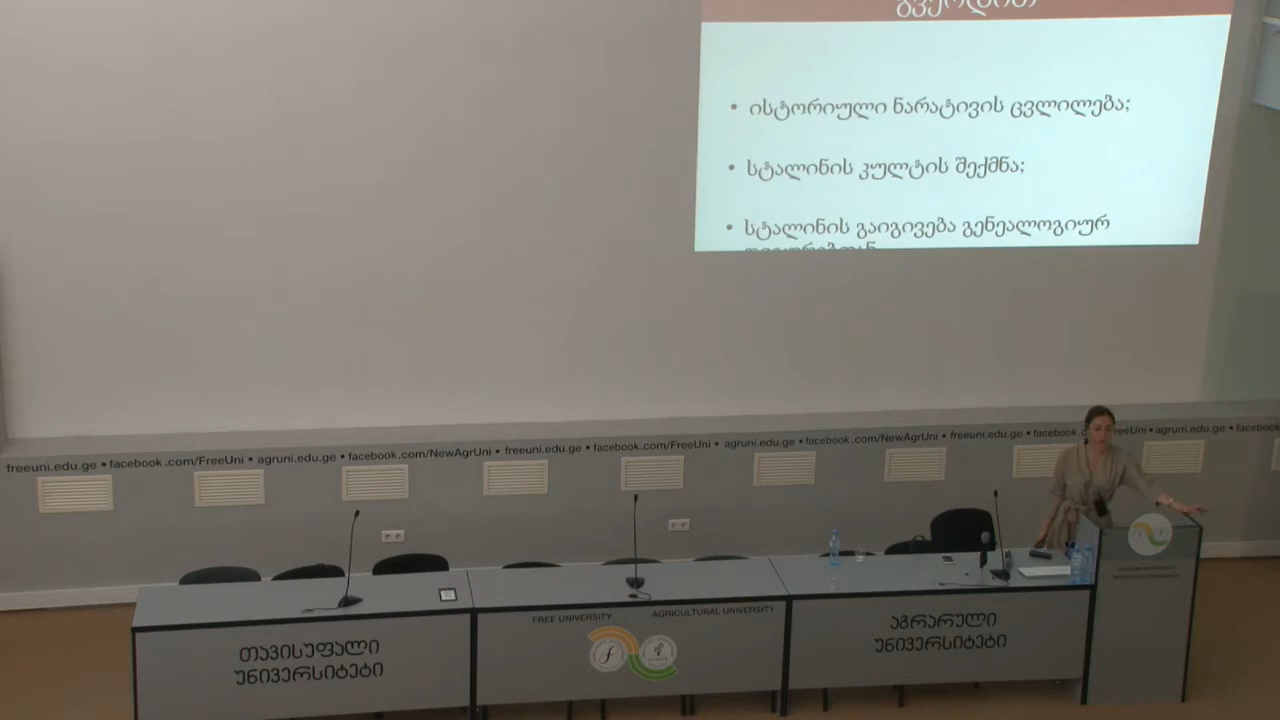 • ისტორიული ნარატივის ცვლილება;
• სტალინის კულტის შექმნა;
• სტალინის გაიგივება გენეალოგიურ
freeuni.edu.ge • facebook.com/FreeUni • agruni.edu.ge • facebook.com/NewAgrUni • freeuni.edu.ge • facebook.com/FreeUni • agruni.edu.ge • facebook.com/NewAgrUni • freeuni.edu.ge • facebook. reeUni • agruni.edu.ge • facebook
FREE UNIVERSITY AGRICULTURAL UNIVERSITY
თავისუფალი
უნივერსიტეტი
აგრარული
უნივერსიტეტი